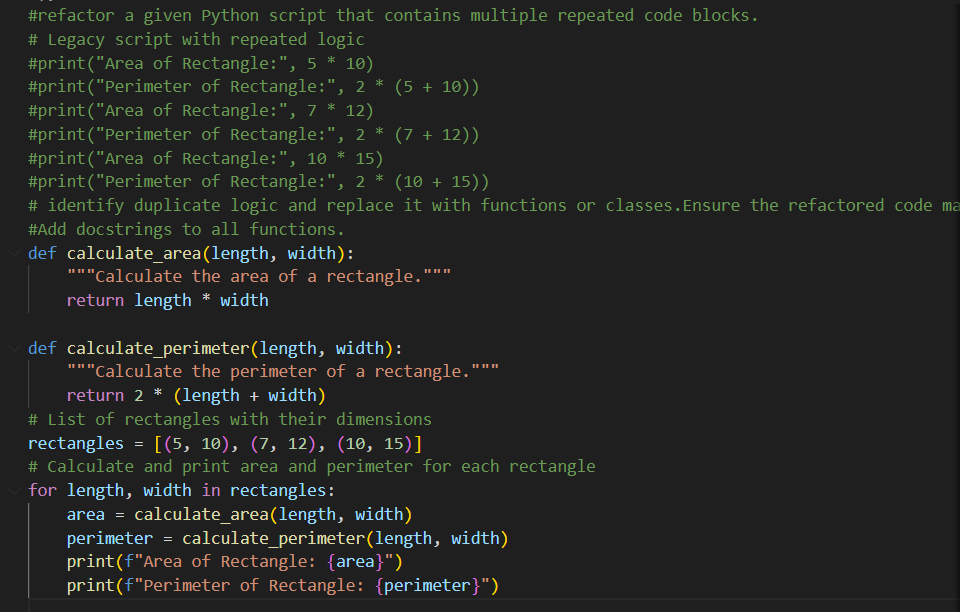 #refactor a given Python script that contains multiple repeated code blocks.
# Legacy script with repeated logic
#print("Area of Rectangle:", 5 * 10)
#print("Perimeter of Rectangle:", 2 * (5 + 10))
#print("Area of Rectangle:", 7 * 12)
#print("Perimeter of Rectangle:", 2 * (7 + 12))
#print("Area of Rectangle:", 10 * 15)
#print("Perimeter of Rectangle:", 2 * (10 + 15))
# identify duplicate logic and replace it with functions or classes.Ensure the refactored code ma
#Add docstrings to all functions.
def calculate_area(length, width):
    """Calculate the area of a rectangle."""
    return length * width
def calculate_perimeter(length, width):
    """Calculate the perimeter of a rectangle."""
    return 2 * (length + width)
# List of rectangles with their dimensions
rectangles = [(5, 10), (7, 12), (10, 15)]
# Calculate and print area and perimeter for each rectangle
for length, width in rectangles:
    area = calculate_area(length, width)
    perimeter = calculate_perimeter(length, width)
    print(f"Area of Rectangle: {area}")
    print(f"Perimeter of Rectangle: {perimeter}")